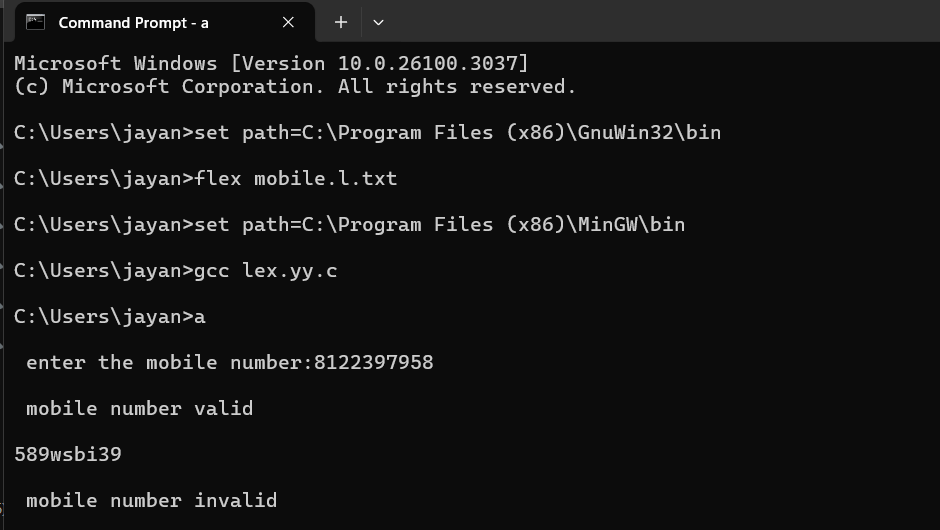 Command Prompt - a
Microsoft Windows [Version 10.0.26100.3037]
(c) Microsoft Corporation. All rights reserved.
C:\Users\jayan>set path=C:\Program Files (x86)\GnuWin32\bin
C:\Users\jayan>flex mobile.l.txt
C:\Users\jayan>set path=C:\Program Files (x86)\MinGW\bin
C:\Users\jayan>gcc lex.yy.c
C:\Users\jayan>a
enter the mobile number:8122397958
mobile number valid
589wsbi39
mobile number invalid